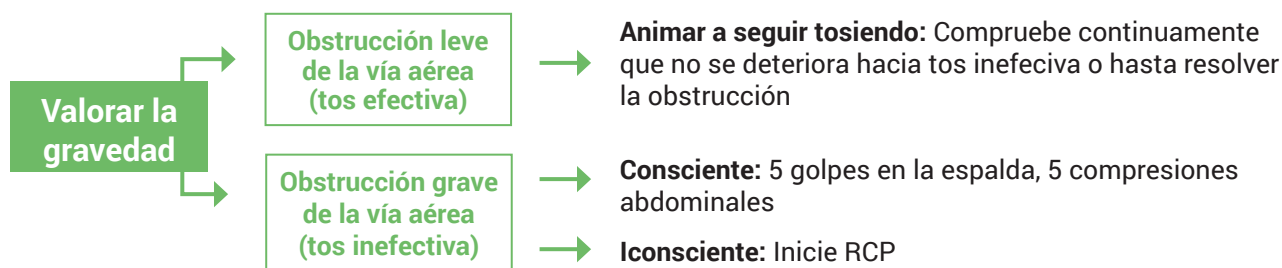 Valorar la
gravedad
Obstrucción leve
de la vía aérea
(tos efectiva)
Animar a seguir tosiendo: Compruebe continuamente
que no se deteriora hacia tos inefeciva o hasta resolver
la obstrucción
Obstrucción grave
de la vía aérea
(tos inefectiva)
Consciente: 5 golpes en la espalda, 5 compresiones
abdominales
Iconsciente: Inicie RCP